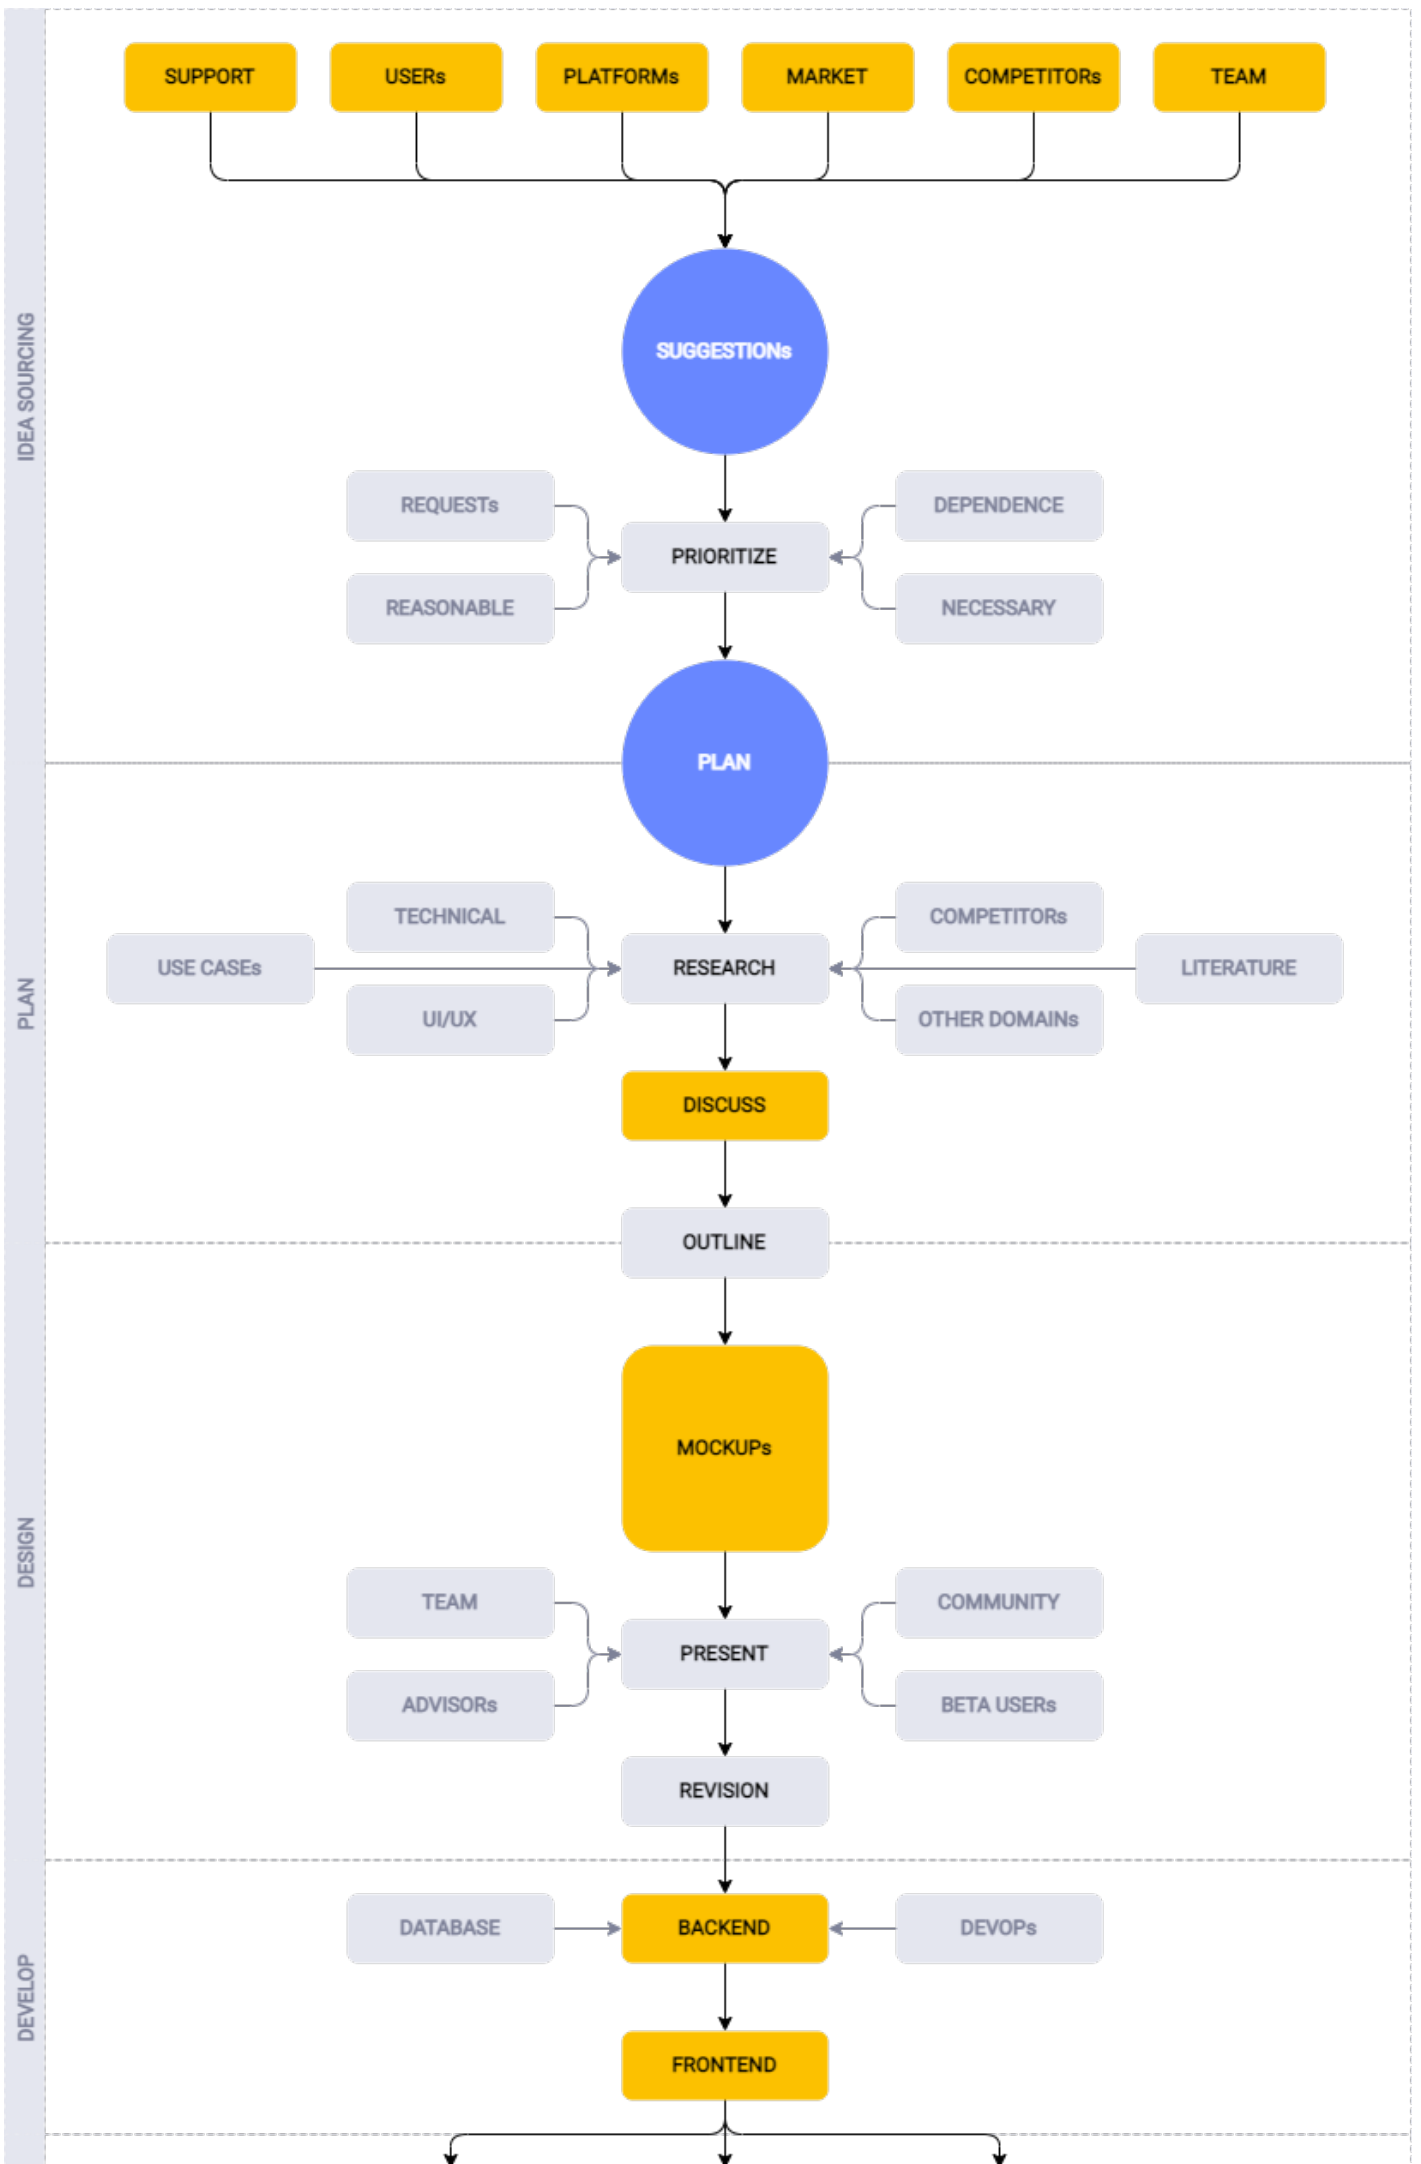 SUPPORT
USERs
PLATFORMs
MARKET
COMPETITORs
TEAM
IDEA SOURCING
SUGGESTIONs
REQUESTs
DEPENDENCE
PRIORITIZE
REASONABLE
NECESSARY
PLAN
PLAN
TECHNICAL
COMPETITORs
USE CASEs
RESEARCH
LITERATURE
UI/UX
OTHER DOMAINs
DISCUSS
OUTLINE
DESIGN
MOCKUPs
TEAM
COMMUNITY
PRESENT
ADVISORs
BETA USERs
REVISION
DEVELOP
DATABASE
BACKEND
DEVOPs
FRONTEND